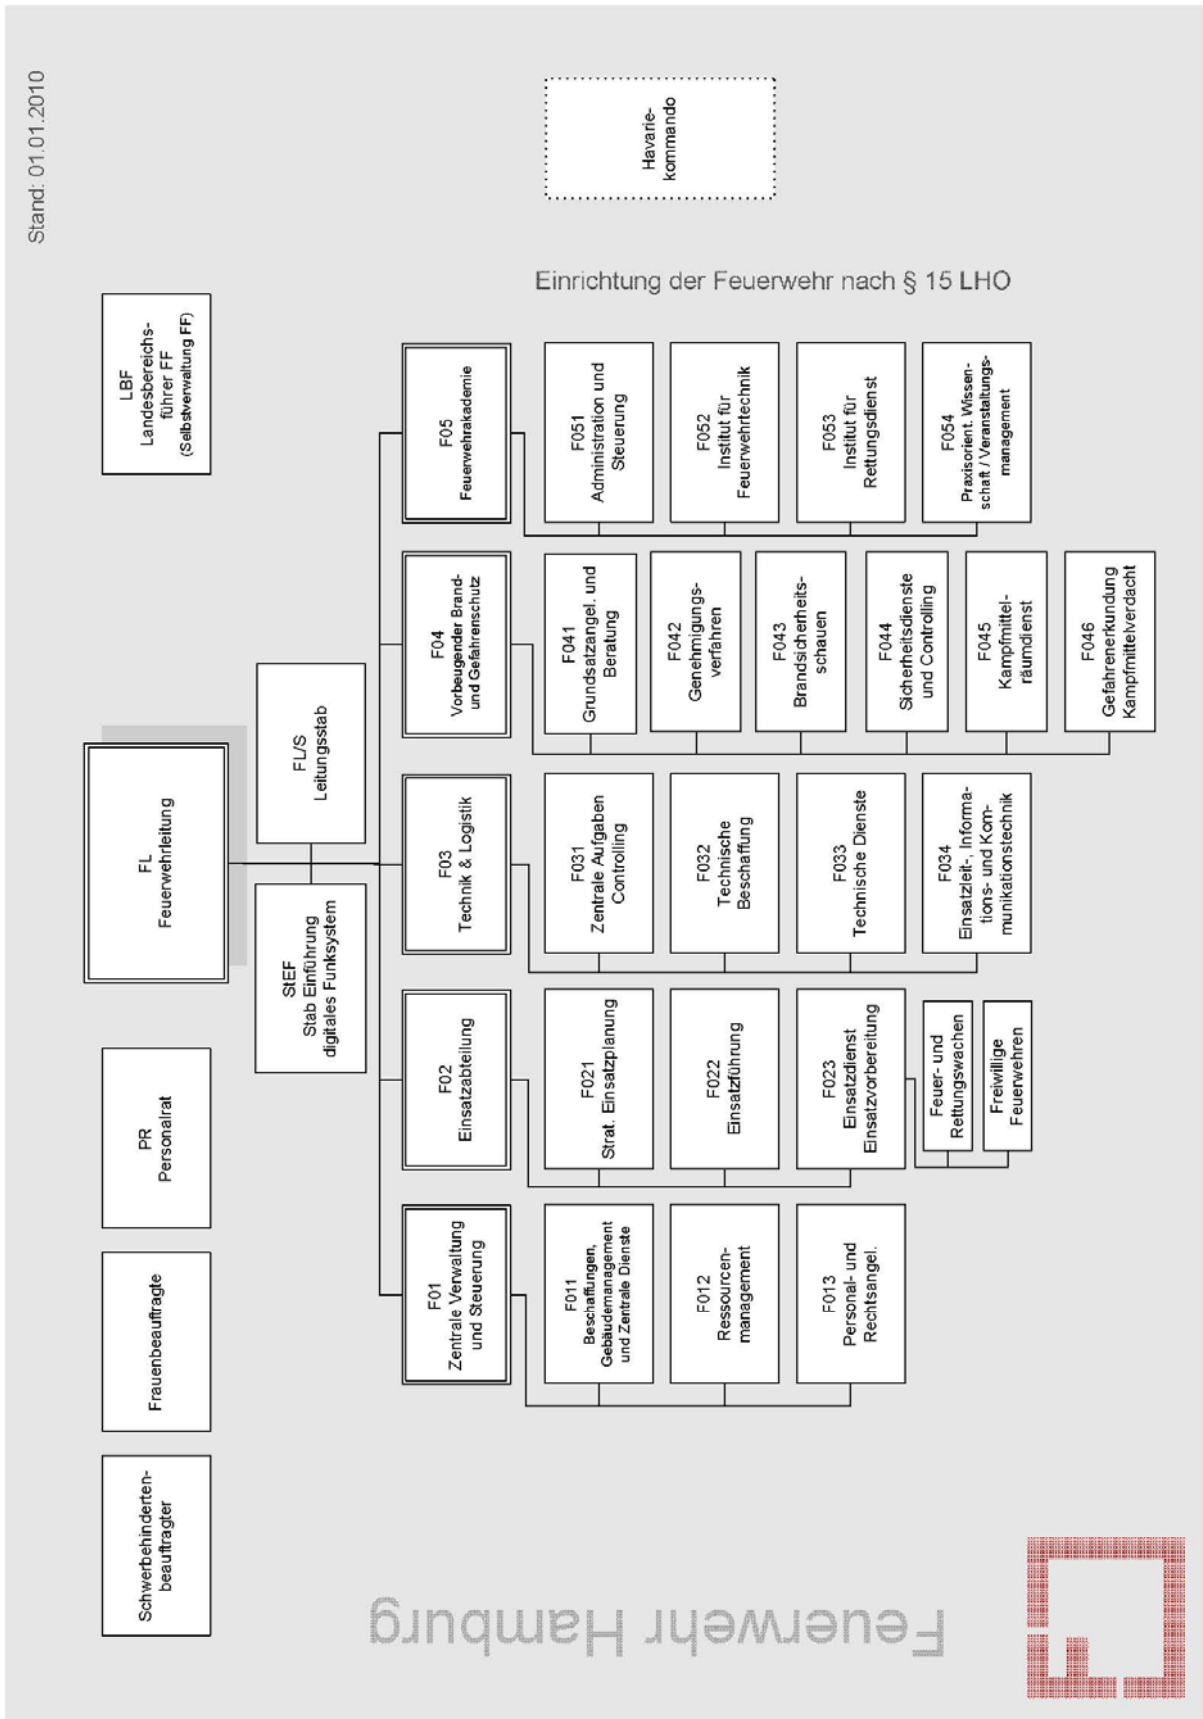 Stand: 01.01.2010
Schwerbehinderten-
beauftragter
Frauenbeauftragte
PR
Personalrat
FL
Feuerwehrleitung
LBF
Landesbereichs-
führer FF
(Selbstverwaltung FF)
StEF
Stab Einführung
digitales Funksystem
FL/S
Leitungsstab
F01
Zentrale Verwaltung
und Steuerung
F011
Beschaffungen,
Gebäudemanagement
und Zentrale Dienste
F012
Ressourcen-
management
F013
Personal- und
Rechtsangel.
F02
Einsatzabteilung
F021
Strat. Einsatzplanung
F022
Einsatzführung
F023
Einsatzdienst
Einsatzvorbereitung
Feuer- und
Rettungswachen
Freiwillige
Feuerwehren
F03
Technik & Logistik
F031
Zentrale Aufgaben
Controlling
F032
Technische
Beschaffung
F033
Technische Dienste
F034
Einsatzleit-, Informa-
tions- und Kom-
munikationstechnik
F04
Vorbeugender Brand-
und Gefahrenschutz
F041
Grundsatzangel. und
Beratung
F042
Genehmigungs-
verfahren
F043
Brandsicherheits-
schauen
F044
Sicherheitsdienste
und Controlling
F045
Kampfmittel-
räumdienst
F046
Gefahrenerkundung
Kampfmittelverdacht
F05
Feuerwehrakademie
F051
Administration und
Steuerung
F052
Institut für
Feuerwehrtechnik
F053
Institut für
Rettungsdienst
F054
Praxisorient. Wissen-
schaft / Veranstaltungs-
management
Einrichtung der Feuerwehr nach § 15 LHO
Havarie-
kommando
Feuerwehr Hamburg